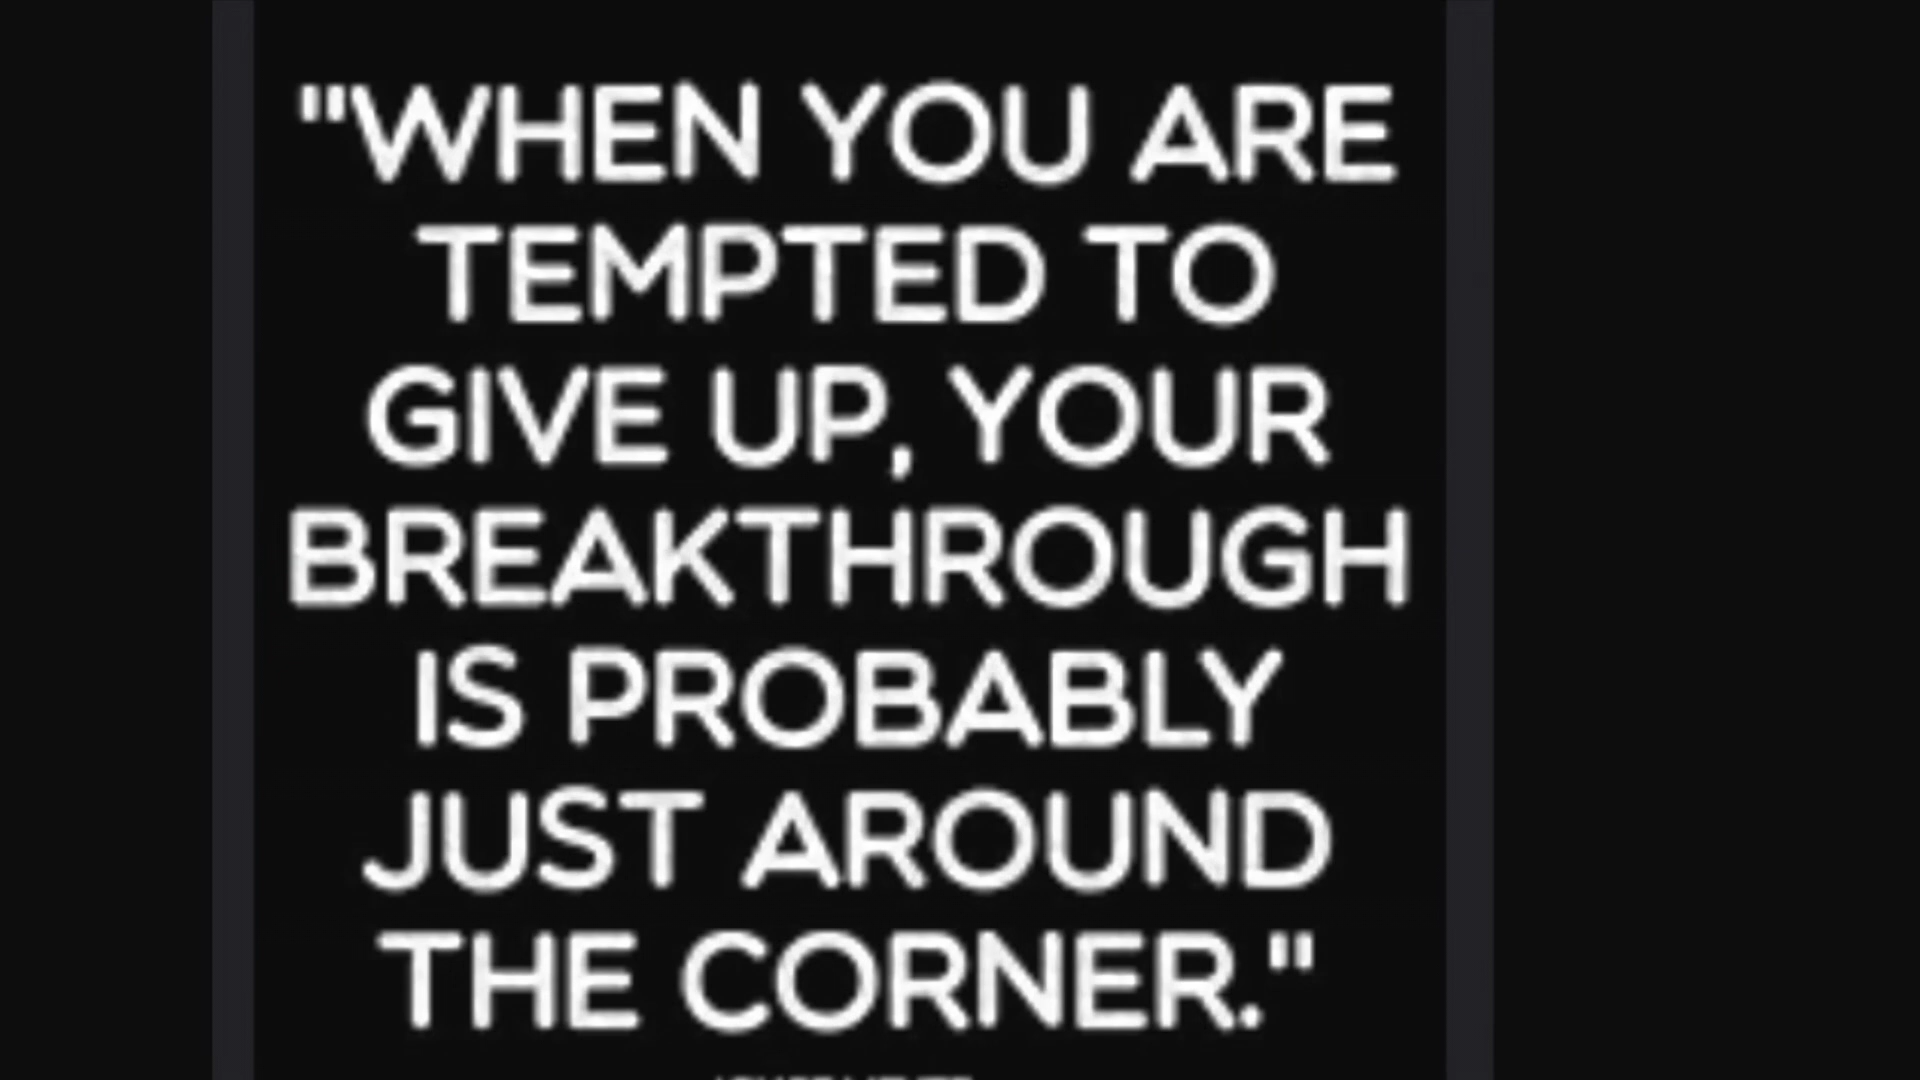 "WHEN YOU ARE
TEMPTED TO
GIVE UP, YOUR
BREAKTHROUGH
IS PROBABLY
JUST AROUND
THE CORNER."